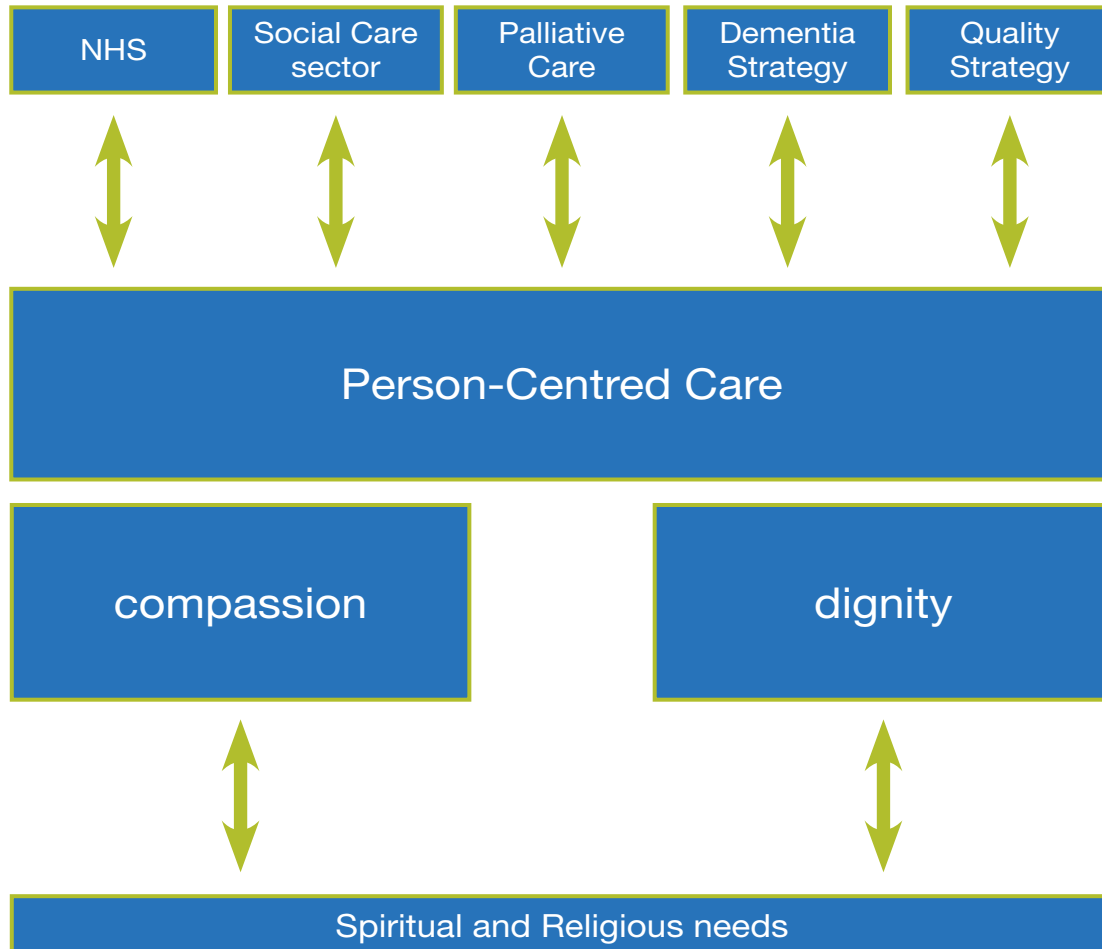 NHS
Social Care
sector
Palliative
Care
Dementia
Strategy
Quality
Strategy
Person-Centred Care
compassion
dignity
Spiritual and Religious needs